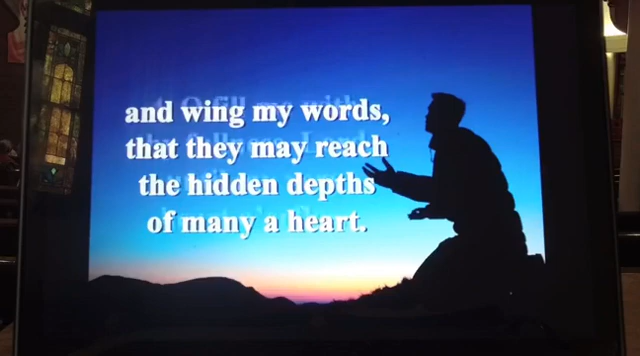 and wing my words,
that they may reach
the hidden depths
of many a heart.